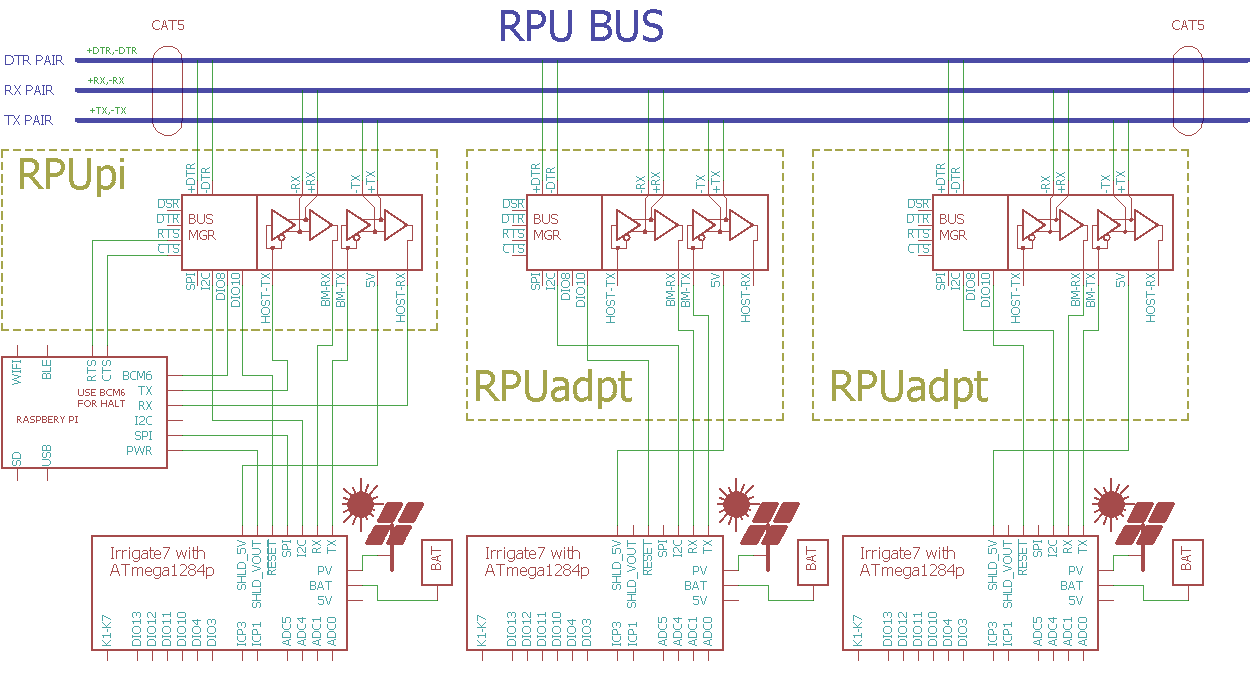 RPU BUS
CAT5
CAT5
DTR PAIR
+DTR,-DTR
RX PAIR
+RX,-RX
TX PAIR
+TX,-TX
RPUpi
+DTR
-DTR
-RX
+RX
-TX
+TX
DSR
DTR
RTS
CTS
BUS
MGR
SPI
I2C
DIO8
DIO10
HOST-TX
BM-RX
BM-TX
5V
HOST-RX
+DTR
-DTR
-RX
+RX
-TX
+TX
DSR
DTR
RTS
CTS
BUS
MGR
SPI
I2C
DIO8
DIO10
HOST-TX
BM-RX
BM-TX
5V
HOST-RX
RPUadpt
+DTR
-DTR
-RX
+RX
-TX
+TX
DSR
DTR
RTS
CTS
BUS
MGR
SPI
I2C
DIO8
DIO10
HOST-TX
BM-RX
BM-TX
5V
HOST-RX
RPUadpt
WIFI
BLE
RTS
CTS
BCM6
TX
USE BCM6
FOR HALT
RX
RASPBERY PI
I2C
SPI
PWR
SD
USB
Irrigate7 with
ATmega1284p
SHLD_5V
SHLD_VOUT
RESET
SPI
I2C
RX
TX
PV
BAT
5V
K1-K7
DIO13
DIO12
DIO11
DIO10
DIO4
DIO3
ICP3
ICP1
ADC5
ADC4
ADC1
ADC0
BAT
Irrigate7 with
ATmega1284p
SHLD_5V
SHLD_VOUT
RESET
SPI
I2C
RX
TX
PV
BAT
5V
K1-K7
DIO13
DIO12
DIO11
DIO10
DIO4
DIO3
ICP3
ICP1
ADC5
ADC4
ADC1
ADC0
BAT
Irrigate7 with
ATmega1284p
SHLD_5V
SHLD_VOUT
RESET
SPI
I2C
RX
TX
PV
BAT
5V
K1-K7
DIO13
DIO12
DIO11
DIO10
DIO4
DIO3
ICP3
ICP1
ADC5
ADC4
ADC1
ADC0
BAT